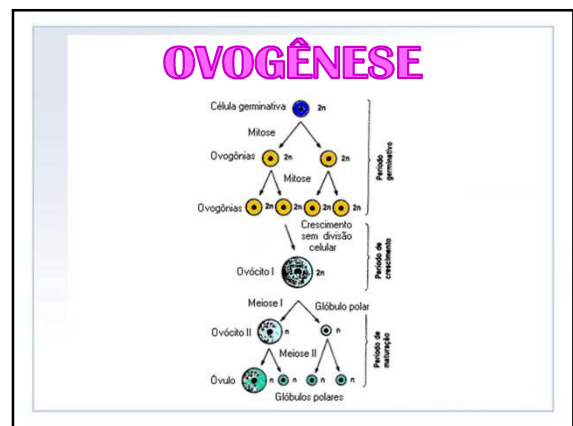 OVOGÊNESE
Célula germinativa 2n
Mitose
Ovogônias 2n 2n
Mitose
Ovogônias 2n 2n 2n 2n
Crescimento
sem divisão
celular
Ovócito I 2n
Meiose I Glóbulo polar
Ovócito II n n
Meiose II
Óvulo n n n n
Glóbulos polares
Período
germinativo
Período de
crescimento
Período de
maturação